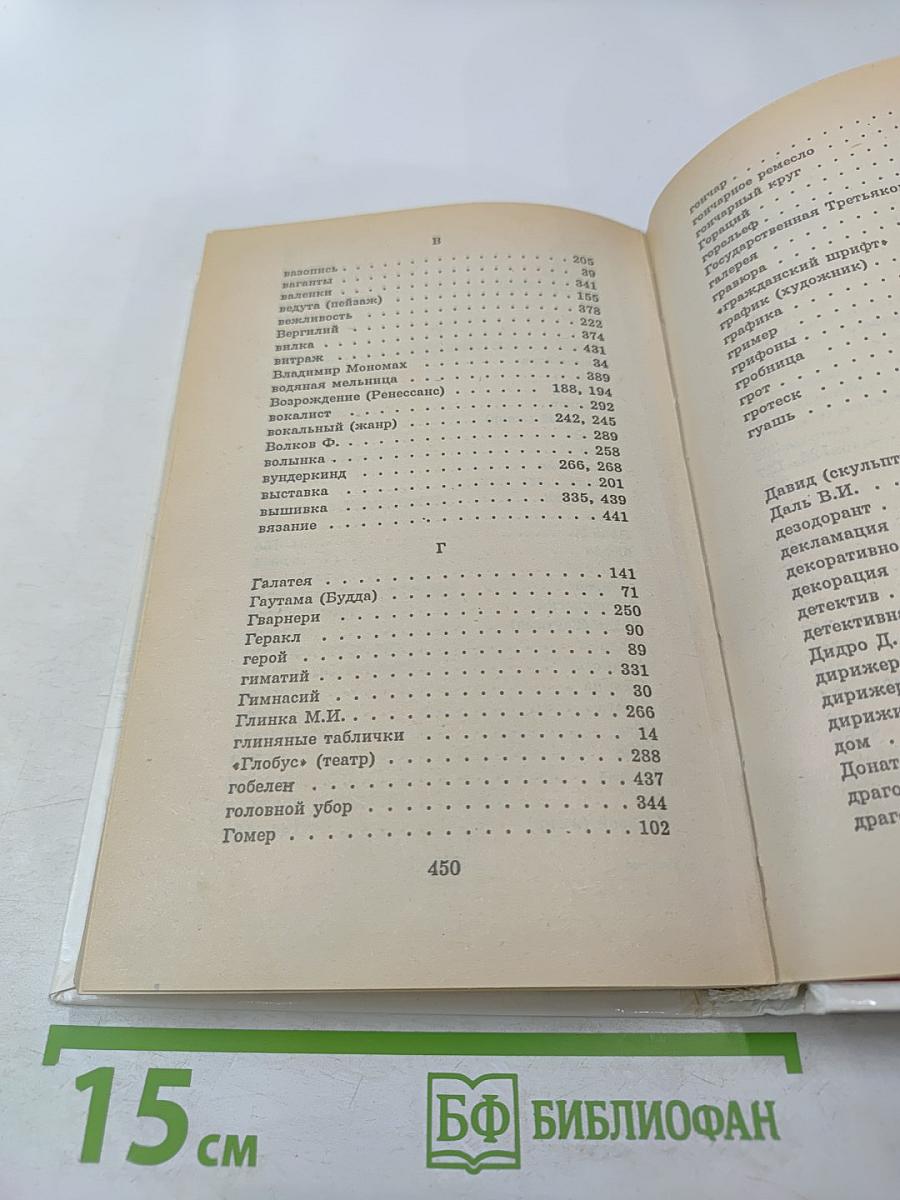 В
вазопись . . . . . . . . . . . . . . . . . 205
ваганты . . . . . . . . . . . . . . . . . 39
валенки . . . . . . . . . . . . . . . . . 341
ведута (пейзаж) . . . . . . . . . . . . . 155
вежливость . . . . . . . . . . . . . . . 378
Вергилий . . . . . . . . . . . . . . . . 222
вилка . . . . . . . . . . . . . . . . . . 374
витраж . . . . . . . . . . . . . . . . . 431
Владимир Мономах . . . . . . . . . . . 34
водяная мельница . . . . . . . . . . . 389
Возрождение (Ренессанс) . . . . . . 188, 194
вокалист . . . . . . . . . . . . . . . . 292
вокальный (жанр) . . . . . . . . . 242, 245
Волков Ф. . . . . . . . . . . . . . . . . 289
волынка . . . . . . . . . . . . . . . . . 258
вундеркинд . . . . . . . . . . . . 266, 268
выставка . . . . . . . . . . . . . . . . 201
вышивка . . . . . . . . . . . . . 335, 439
вязание . . . . . . . . . . . . . . . . . 441
Г
Галатея . . . . . . . . . . . . . . . . . 141
Гаутама (Будда) . . . . . . . . . . . . . 71
Гварнери . . . . . . . . . . . . . . . . 250
Геракл . . . . . . . . . . . . . . . . . 90
герой . . . . . . . . . . . . . . . . . . 89
гиматий . . . . . . . . . . . . . . . . . 331
Гимнасий . . . . . . . . . . . . . . . . 30
Глинка М.И. . . . . . . . . . . . . . . . 266
глиняные таблички . . . . . . . . . . . 14
«Глобус» (театр) . . . . . . . . . . . . . 288
гобелен . . . . . . . . . . . . . . . . . 437
головной убор . . . . . . . . . . . . . . 344
Гомер . . . . . . . . . . . . . . . . . . 102
450
гончар . . . . . . . .
гончарное ремесло . . . .
гончарный круг . . . . .
Гораций . . . . . . .
горельеф . . . . . . .
Государственная Третьяко
галерея . . . . . . .
гравюра . . . . . . .
«гражданский шрифт» .
график (художник) . . .
графика . . . . . . .
гример . . . . . . .
грифоны . . . . . . .
гробница . . . . . .
грот . . . . . . . .
гротеск . . . . . . .
гуашь . . . . . . .
Давид (скульпт
Даль В.И. . .
дезодорант .
декламация
декоративно
декорация
детектив .
детективна
Дидро Д.
дирижер
дирижер
дирижи
дом .
Донат
драго
драг
15 см
БФ БИБЛИОФАН